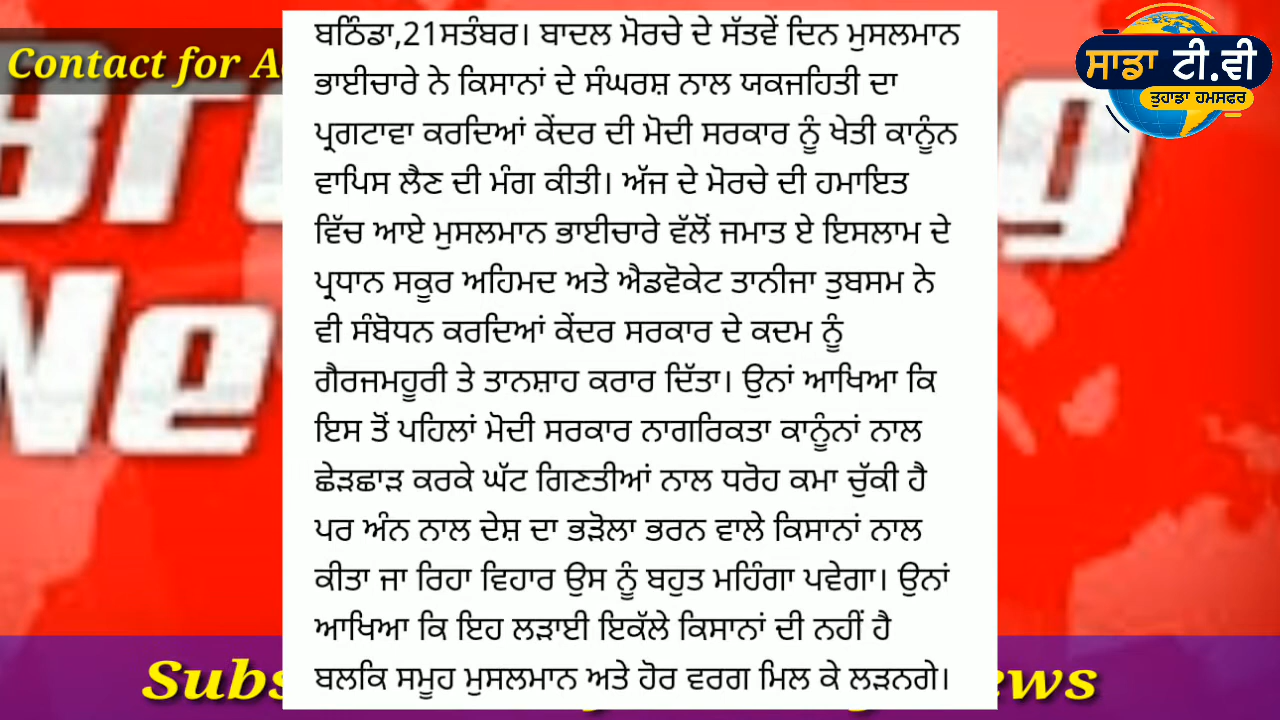 Contact for A
ਸਾਡਾ ਟੀ.ਵੀ
ਤੁਹਾਡਾ ਹਮਸਫਰ
ਬਠਿੰਡਾ,21ਸਤੰਬਰ। ਬਾਦਲ ਮੋਰਚੇ ਦੇ ਸੱਤਵੇਂ ਦਿਨ ਮੁਸਲਮਾਨ
ਭਾਈਚਾਰੇ ਨੇ ਕਿਸਾਨਾਂ ਦੇ ਸੰਘਰਸ਼ ਨਾਲ ਯਕਜਹਿਤੀ ਦਾ
ਪ੍ਰਗਟਾਵਾ ਕਰਦਿਆਂ ਕੇਂਦਰ ਦੀ ਮੋਦੀ ਸਰਕਾਰ ਨੂੰ ਖੇਤੀ ਕਾਨੂੰਨ
ਵਾਪਿਸ ਲੈਣ ਦੀ ਮੰਗ ਕੀਤੀ। ਅੱਜ ਦੇ ਮੋਰਚੇ ਦੀ ਹਮਾਇਤ
ਵਿੱਚ ਆਏ ਮੁਸਲਮਾਨ ਭਾਈਚਾਰੇ ਵੱਲੋਂ ਜਮਾਤ ਏ ਇਸਲਾਮ ਦੇ
ਪ੍ਰਧਾਨ ਸਕੂਰ ਅਹਿਮਦ ਅਤੇ ਐਡਵੋਕੇਟ ਤਾਨੀਜਾ ਤੁਬਸਮ ਨੇ
ਵੀ ਸੰਬੋਧਨ ਕਰਦਿਆਂ ਕੇਂਦਰ ਸਰਕਾਰ ਦੇ ਕਦਮ ਨੂੰ
ਗੈਰਜਮਹੂਰੀ ਤੇ ਤਾਨਸ਼ਾਹ ਕਰਾਰ ਦਿੱਤਾ। ਉਨਾਂ ਆਖਿਆ ਕਿ
ਇਸ ਤੋਂ ਪਹਿਲਾਂ ਮੋਦੀ ਸਰਕਾਰ ਨਾਗਰਿਕਤਾ ਕਾਨੂੰਨਾਂ ਨਾਲ
ਛੇੜਛਾੜ ਕਰਕੇ ਘੱਟ ਗਿਣਤੀਆਂ ਨਾਲ ਧਰੋਹ ਕਮਾ ਚੁੱਕੀ ਹੈ
ਪਰ ਅੰਨ ਨਾਲ ਦੇਸ਼ ਦਾ ਭੜੋਲਾ ਭਰਨ ਵਾਲੇ ਕਿਸਾਨਾਂ ਨਾਲ
ਕੀਤਾ ਜਾ ਰਿਹਾ ਵਿਹਾਰ ਉਸ ਨੂੰ ਬਹੁਤ ਮਹਿੰਗਾ ਪਵੇਗਾ। ਉਨਾਂ
ਆਖਿਆ ਕਿ ਇਹ ਲੜਾਈ ਇਕੱਲੇ ਕਿਸਾਨਾਂ ਦੀ ਨਹੀਂ ਹੈ
ਬਲਕਿ ਸਮੂਹ ਮੁਸਲਮਾਨ ਅਤੇ ਹੋਰ ਵਰਗ ਮਿਲ ਕੇ ਲੜਨਗੇ।